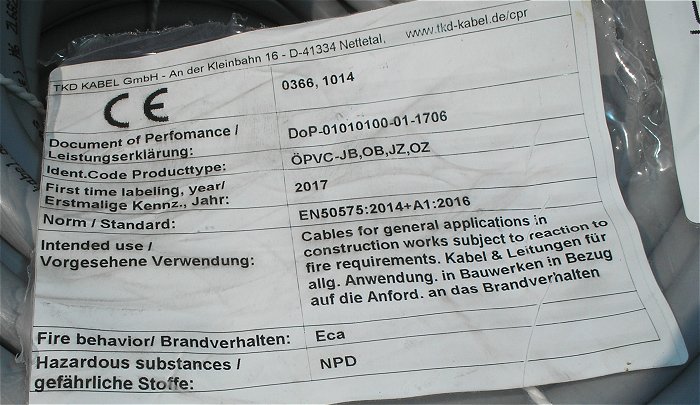 TKD KABEL GmbH - An der Kleinbahn 16 - D-41334 Nettetal, www.tkd-kabel.de/cpr
CE 0366, 1014
Document of Perfomance / DoP-01010100-01-1706
Leistungserklärung:
Ident.Code Producttype: ÖPVC-JB,OB,JZ,OZ
First time labeling, year/ 2017
Erstmalige Kennz., Jahr:
Norm / Standard: EN50575:2014+A1:2016
Intended use /
Vorgesehene Verwendung:
Cables for general applications in
construction works subject to reaction to
fire requirements. Kabel & Leitungen für
allg. Anwendung. in Bauwerken in Bezug
auf die Anford. an das Brandverhalten
Fire behavior/ Brandverhalten: Eca
Hazardous substances / NPD
gefährliche Stoffe: